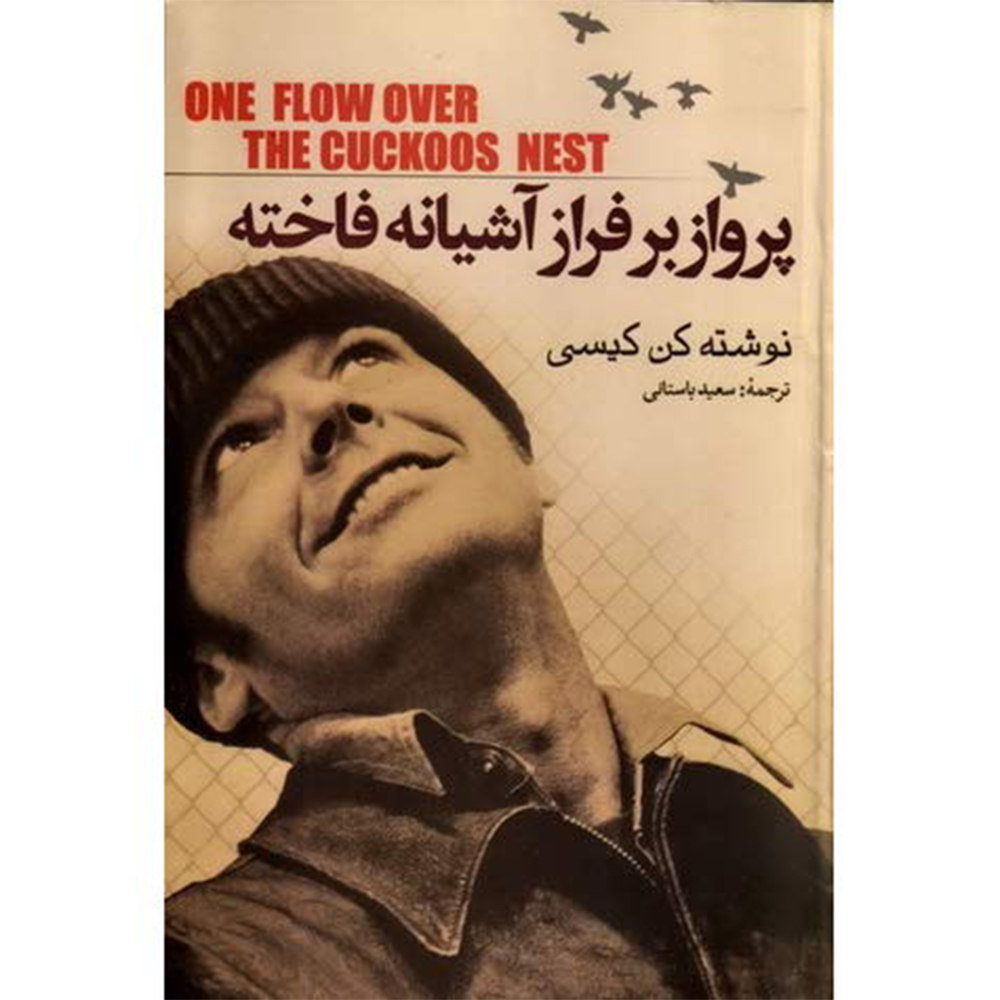 ONE FLOW OVER
THE CUCKOOS NEST
پرواز بر فراز آشیانه فاخته
نوشته کن کیسی
ترجمهٔ: سعید باستانی